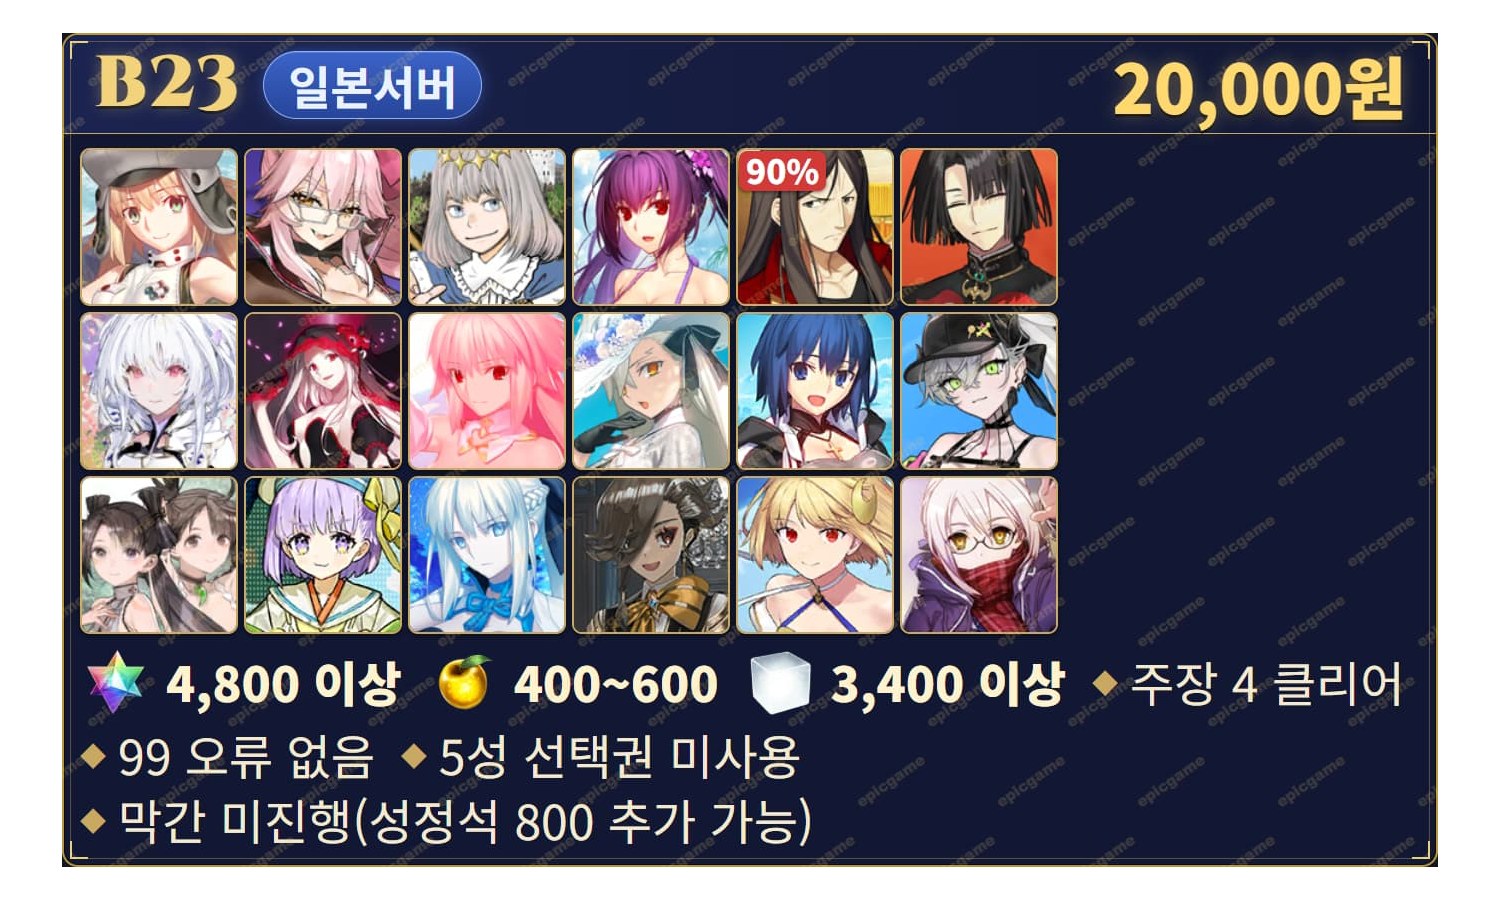 B23 일본서버 20,000원
90%
4,800 이상 400~600 3,400 이상 ◆ 주장 4 클리어
◆ 99 오류 없음 ◆ 5성 선택권 미사용
◆ 막간 미진행(성정석 800 추가 가능)
epicgame